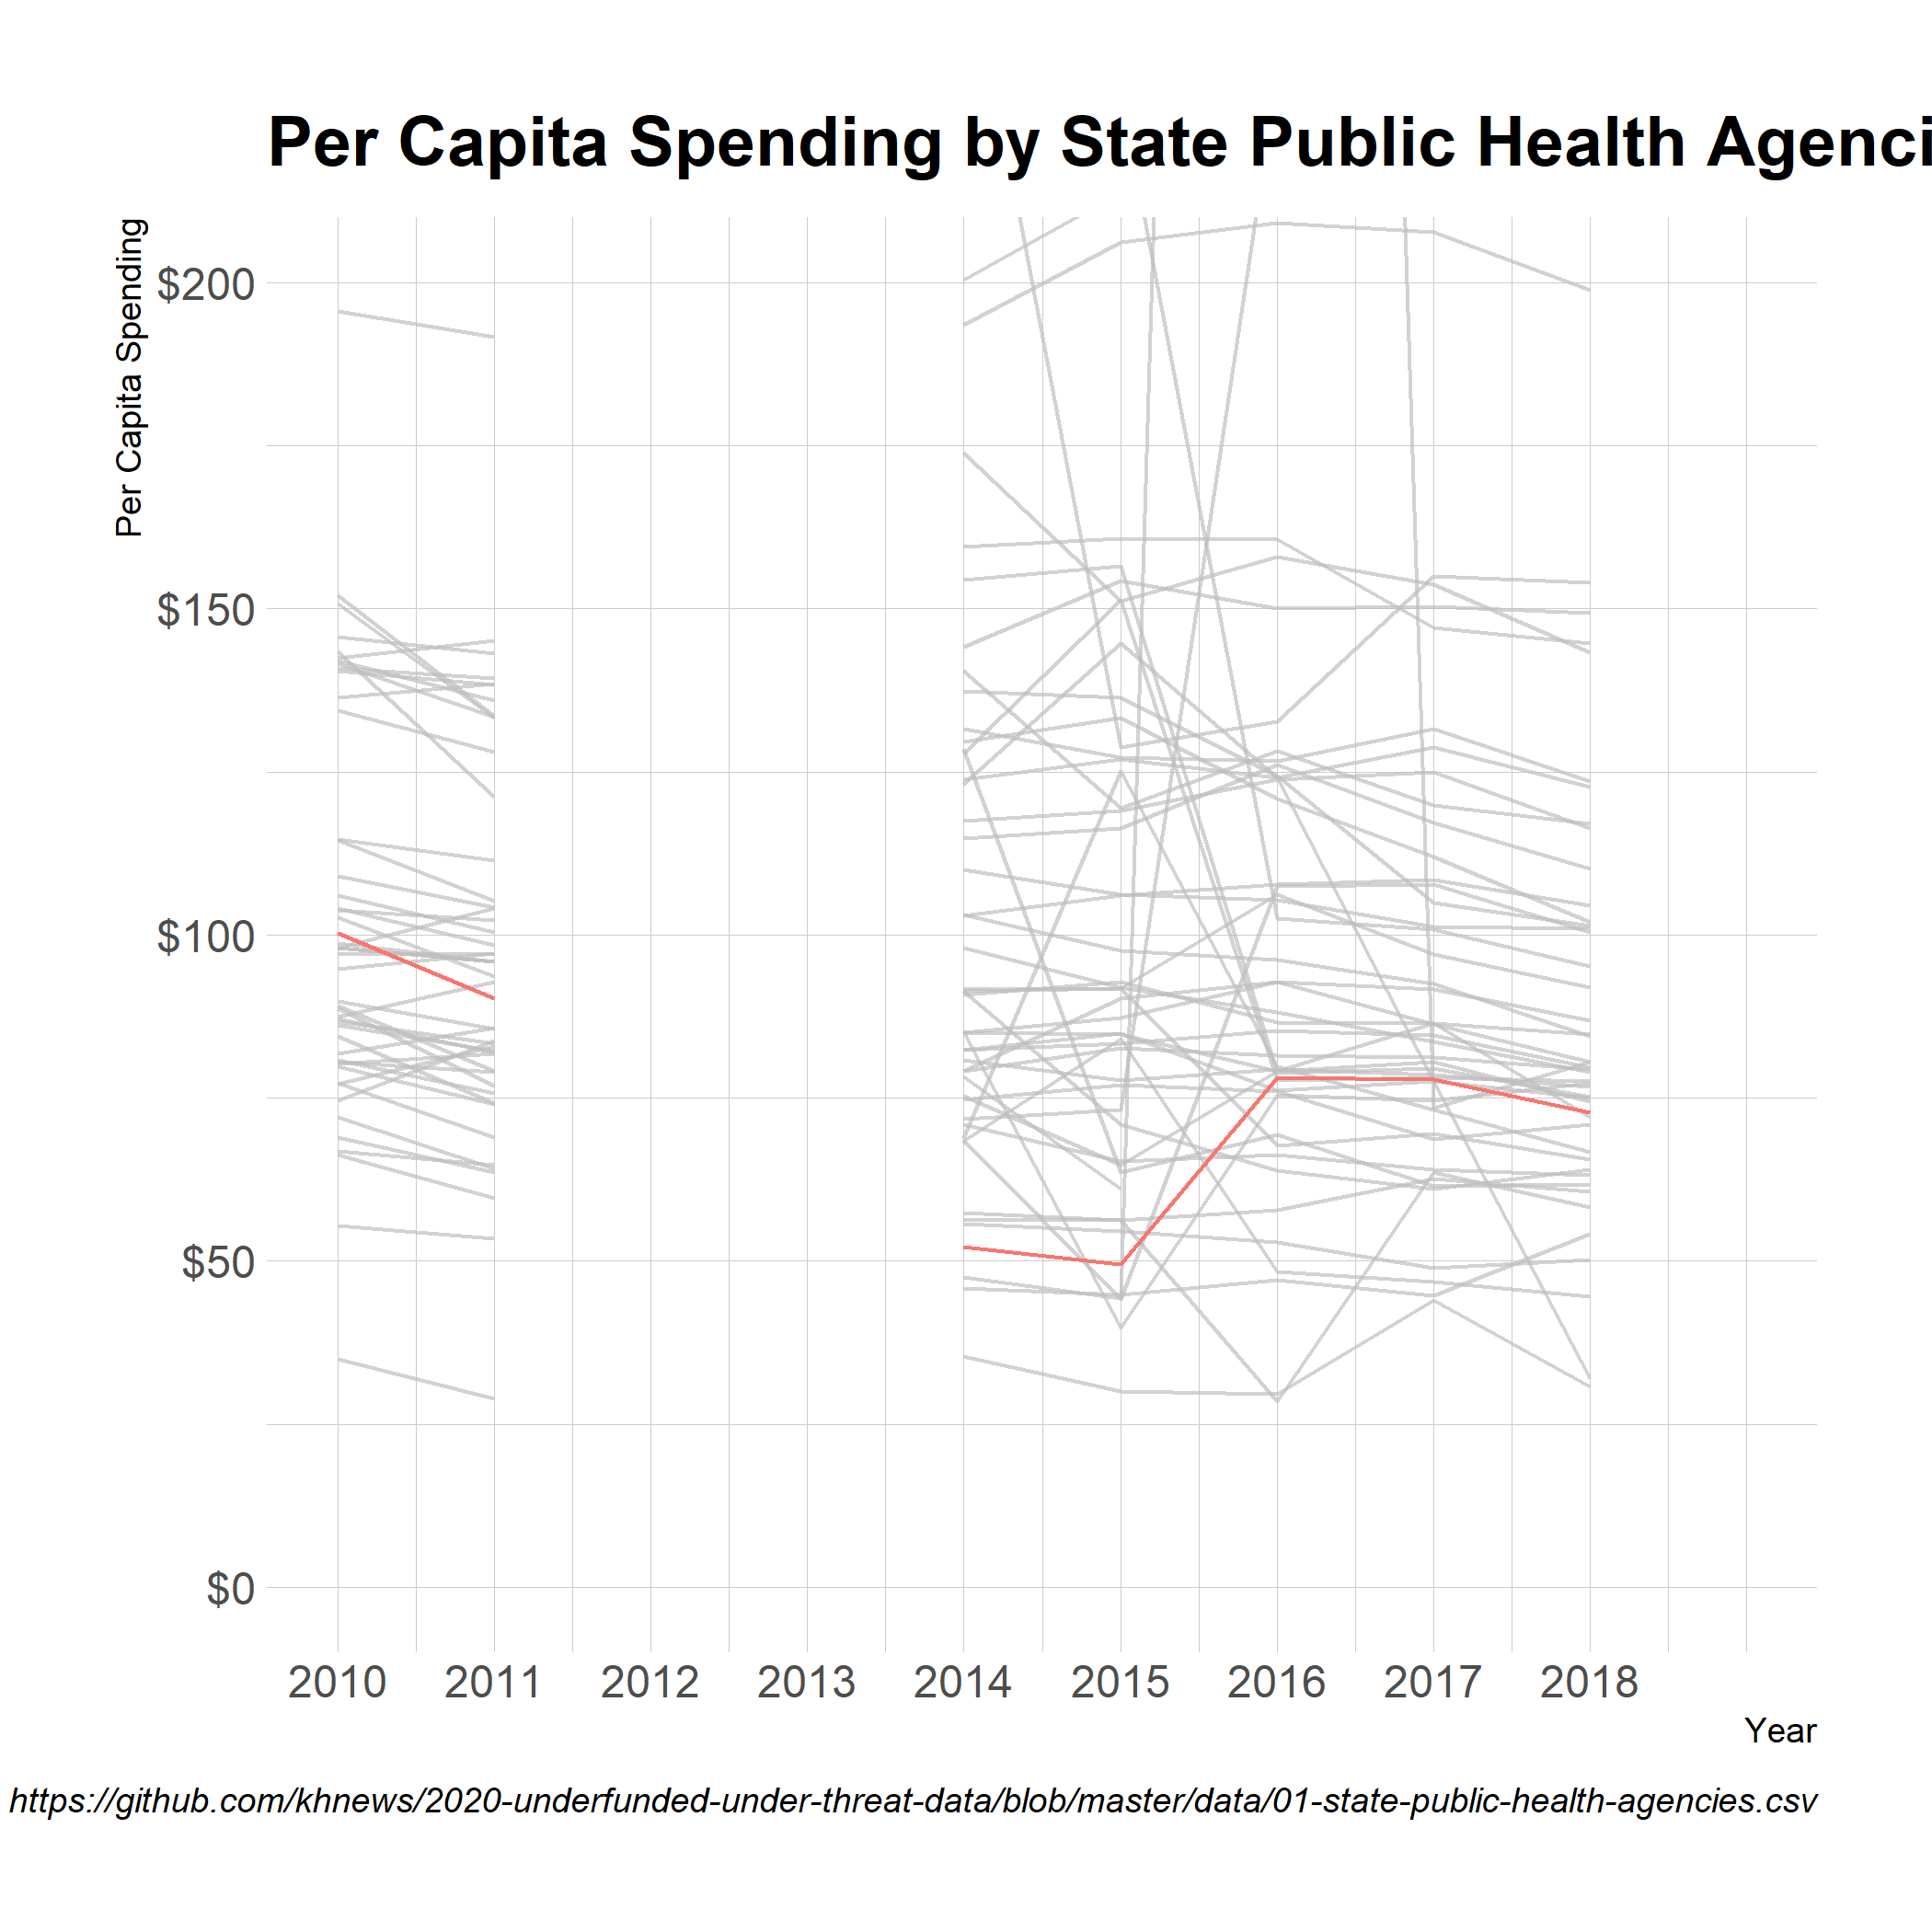 Per Capita Spending by State Public Health Agenci
Per Capita Spending
$200
$150
$100
$50
$0
2010 2011 2012 2013 2014 2015 2016 2017 2018
Year
https://github.com/khnews/2020-underfunded-under-threat-data/blob/master/data/01-state-public-health-agencies.csv